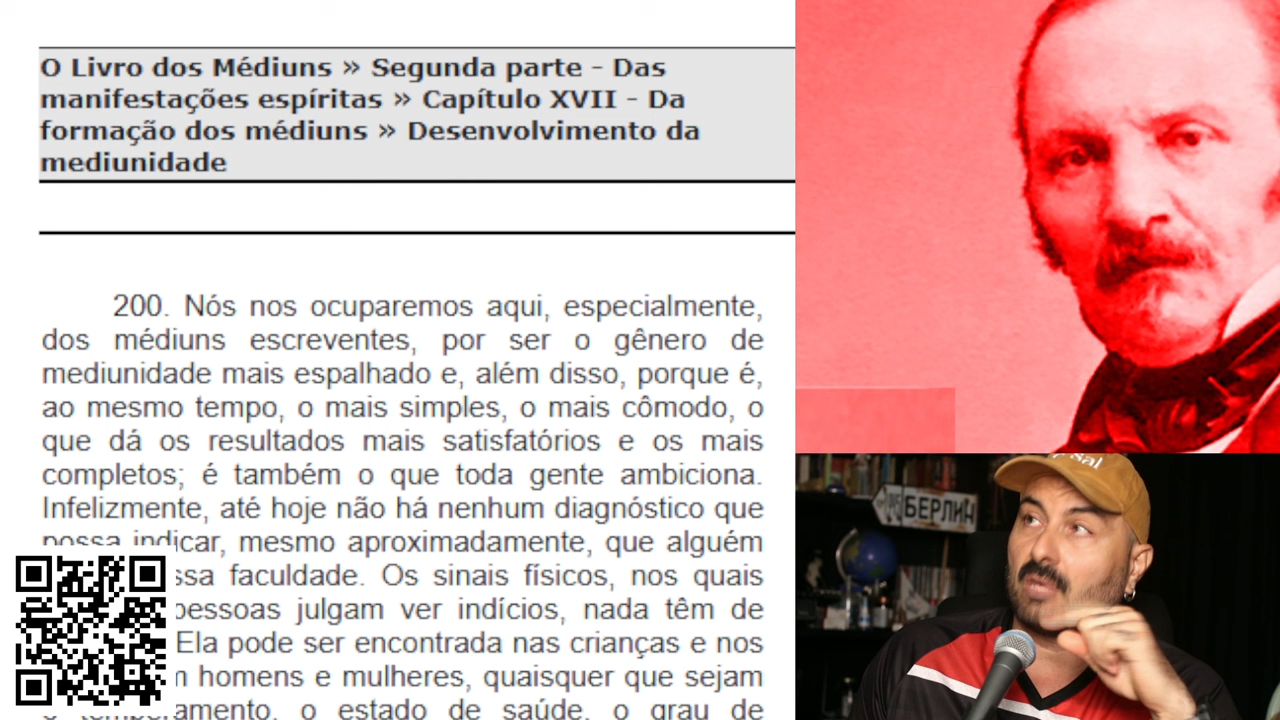 O Livro dos Médiuns » Segunda parte - Das
manifestações espíritas » Capítulo XVII - Da
formação dos médiuns » Desenvolvimento da
mediunidade
200. Nós nos ocuparemos aqui, especialmente,
dos médiuns escreventes, por ser o gênero de
mediunidade mais espalhado e, além disso, porque é,
ao mesmo tempo, o mais simples, o mais cômodo, o
que dá os resultados mais satisfatórios e os mais
completos; é também o que toda gente ambiciona.
Infelizmente, até hoje não há nenhum diagnóstico que
possa indicar, mesmo aproximadamente, que alguém
ssa faculdade. Os sinais físicos, nos quais
pessoas julgam ver indícios, nada têm de
Ela pode ser encontrada nas crianças e nos
m homens e mulheres, quaisquer que sejam
temperamento, o estado de saúde, o grau de
БЕРЛИН